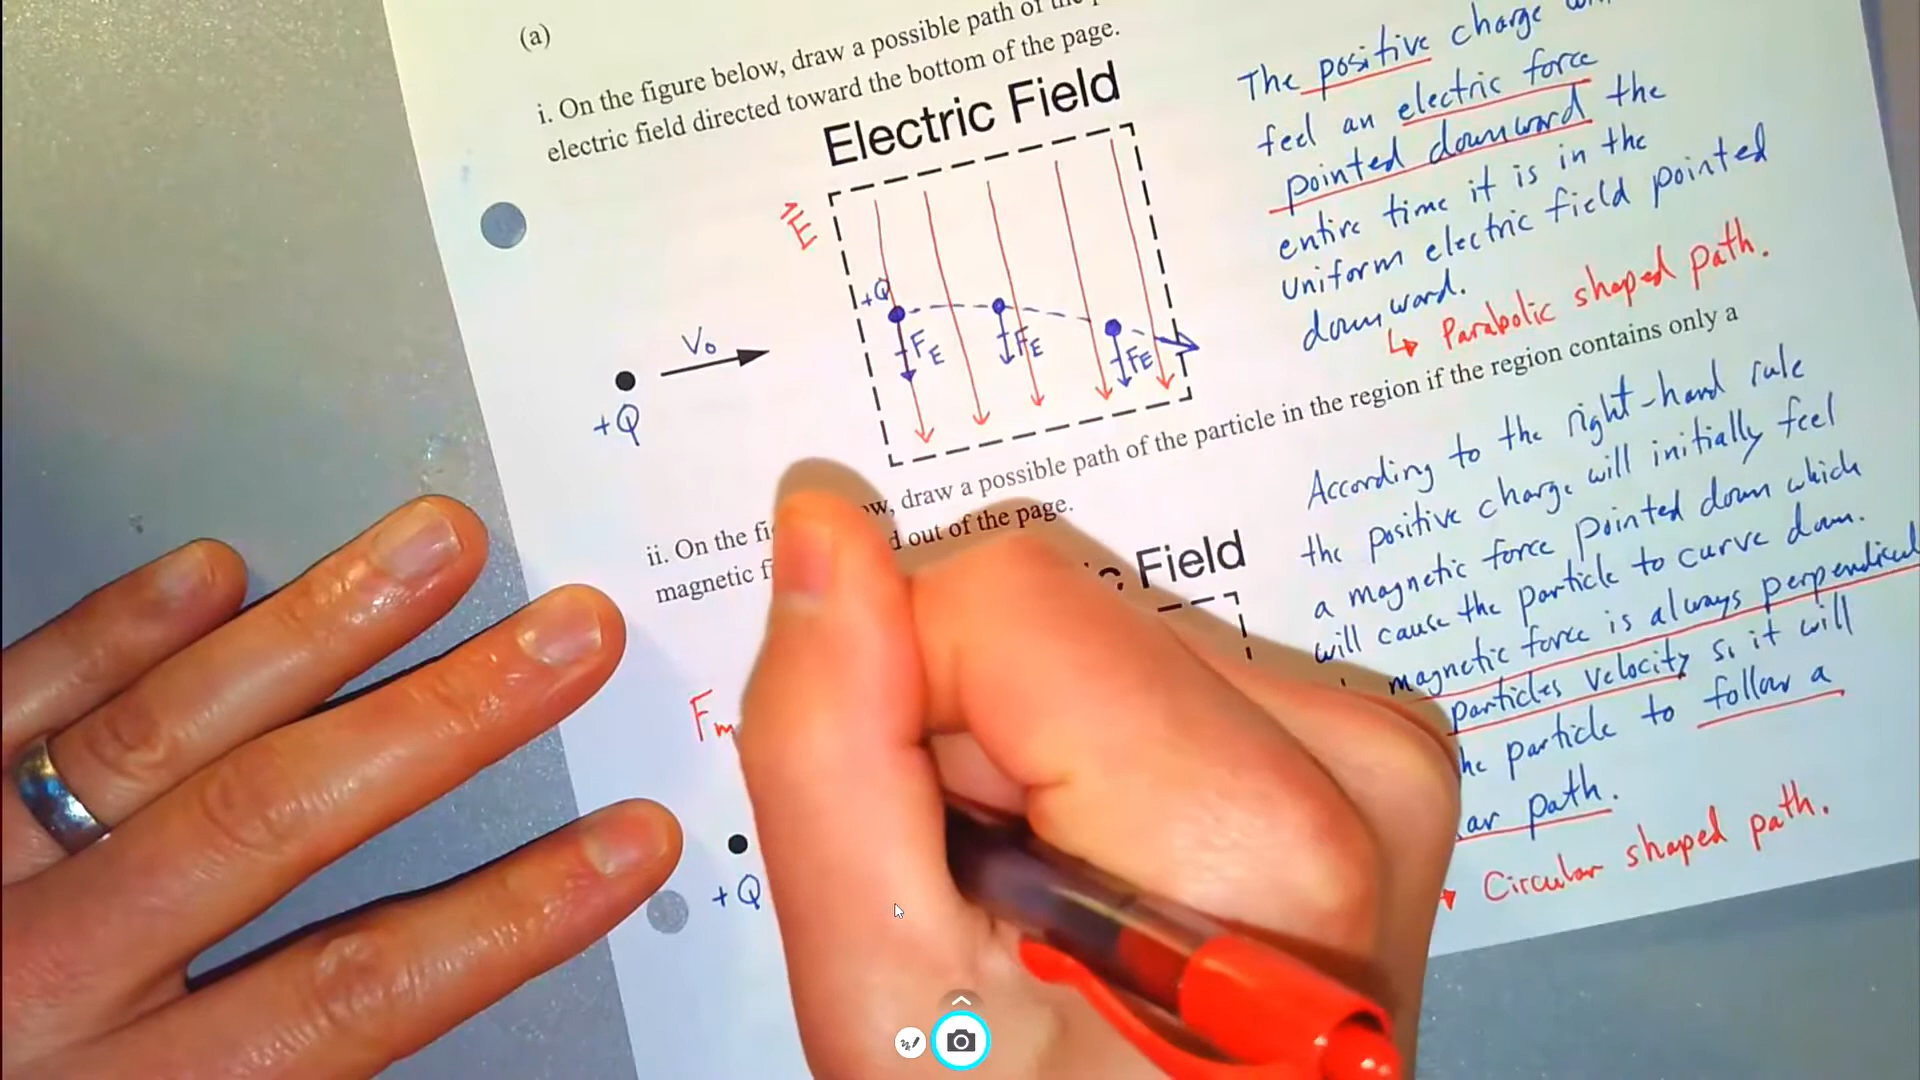 (a)
i. On the figure below, draw a possible path of the
electric field directed toward the bottom of the page.
Electric Field
E
+Q
FE
FE
FE
Vo
+Q
The positive charge
feel an electric force
pointed downward the
entire time it is in the
uniform electric field pointed
downward.
↳ Parabolic shaped path.
ii. On the fi ow, draw a possible path of the particle in the region if the region contains only a
magnetic f d out of the page.
c Field
Fm
+Q
According to the right-hand rule
the positive charge will initially feel
a magnetic force pointed down which
will cause the particle to curve down.
magnetic force is always perpendicul
particles velocity so it will
he particle to follow a
ar path.
Circular shaped path.